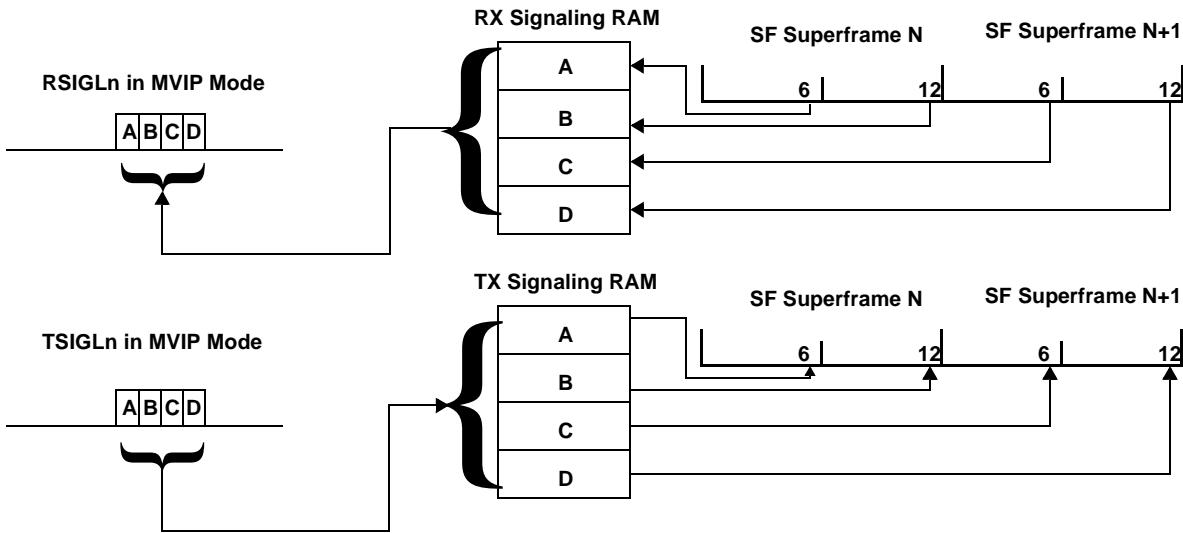 RX Signaling RAM
SF Superframe N
SF Superframe N+1
RSIGLn in MVIP Mode
A B C D
A
B
C
D
6
12
6
12
TX Signaling RAM
SF Superframe N
SF Superframe N+1
TSIGLn in MVIP Mode
A B C D
A
B
C
D
6
12
6
12